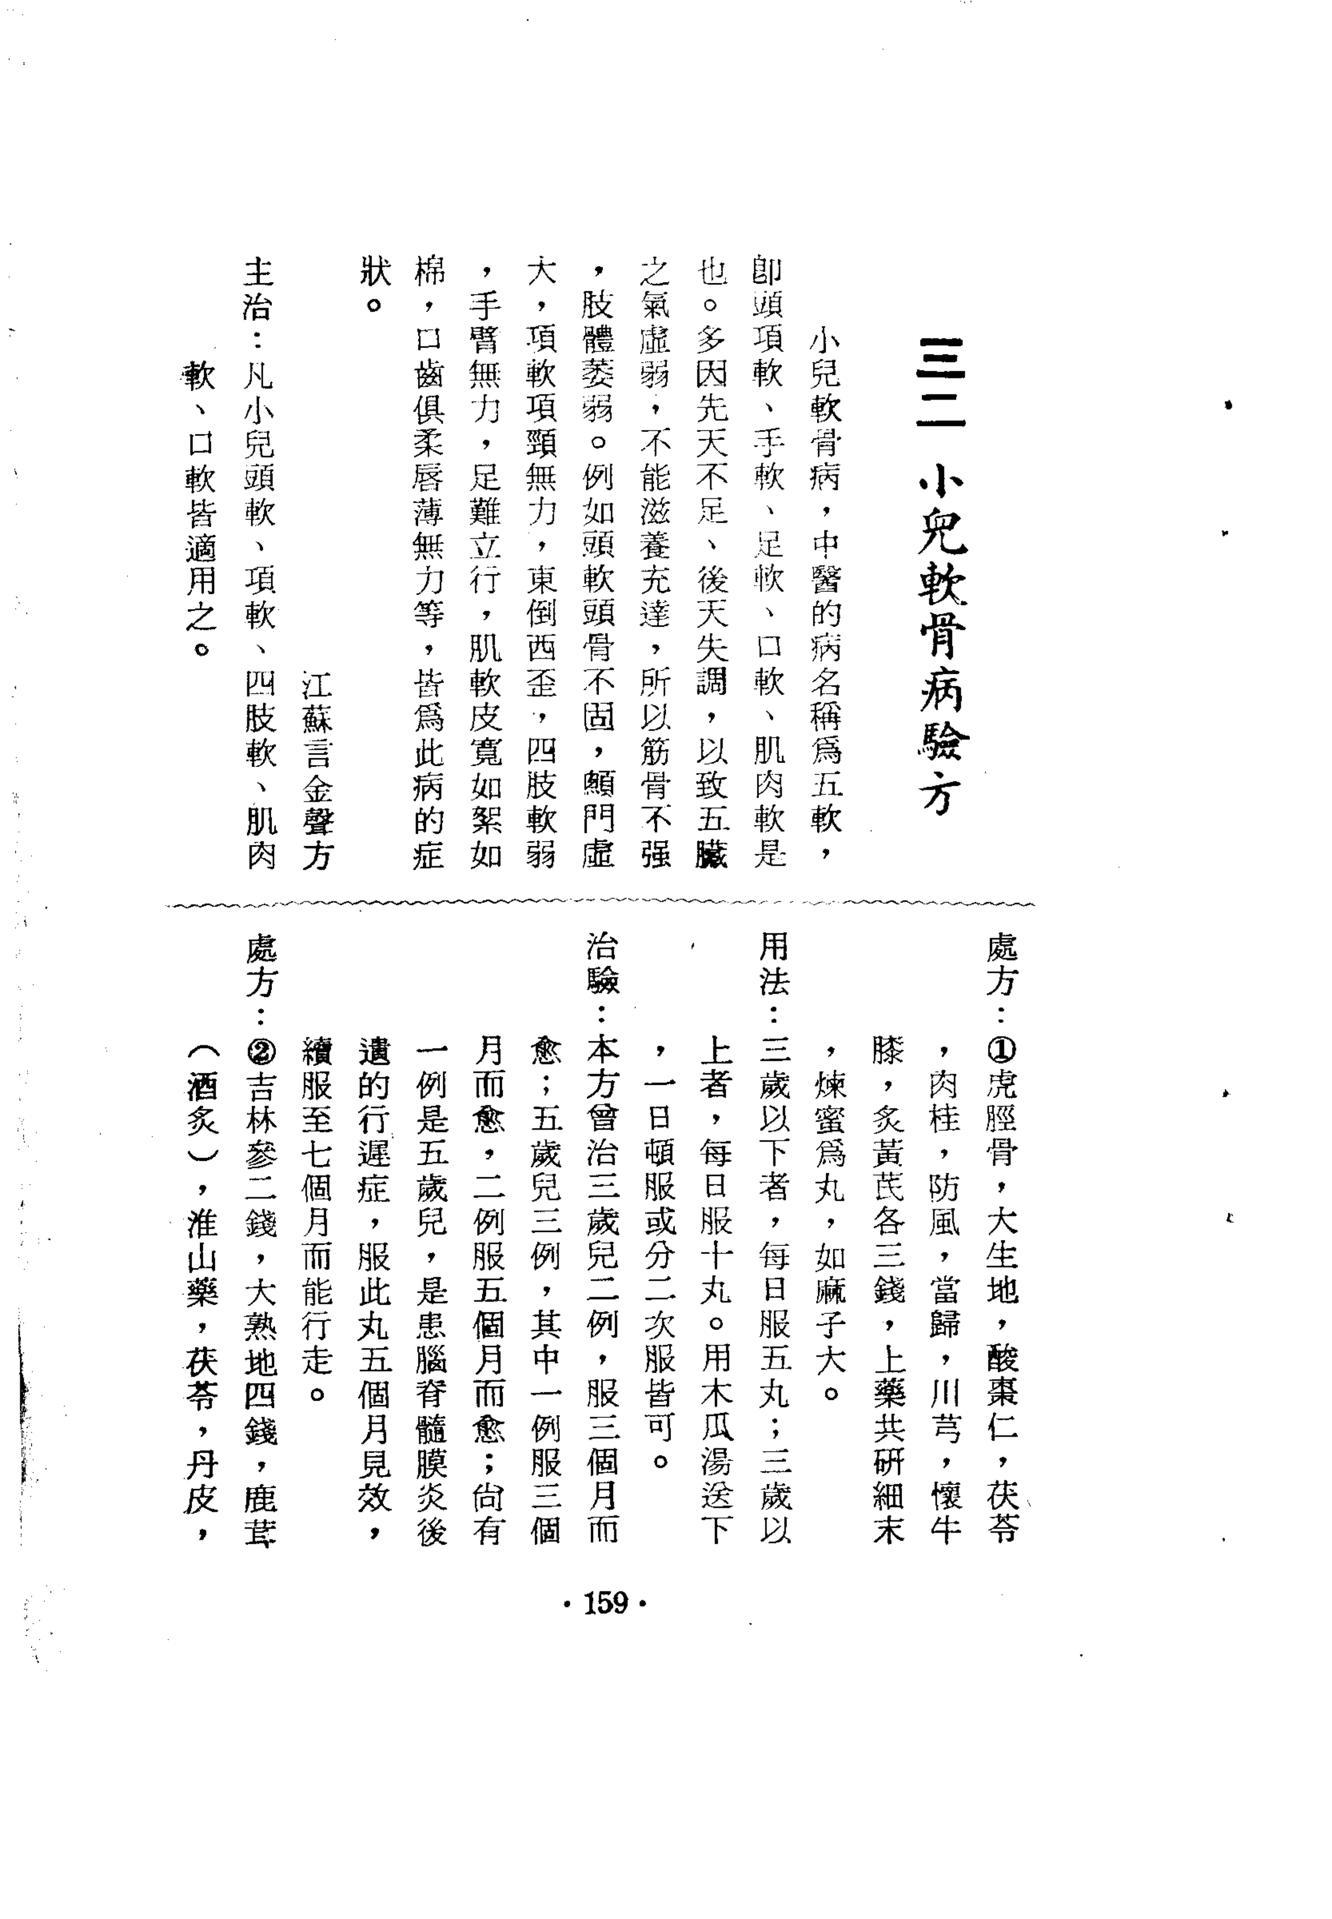 三二 小兒軟骨病驗方
小兒軟骨病，中醫的病名稱爲五軟，
卽頭項軟、手軟、足軟、口軟、肌肉軟是
也。多因先天不足、後天失調，以致五臟
之氣虛弱，不能滋養充達，所以筋骨不强
，肢體萎弱。例如頭軟頭骨不固，顖門虛
大，項軟項頸無力，東倒西歪，四肢軟弱
，手臂無力，足難立行，肌軟皮寬如絮如
棉，口齒俱柔唇薄無力等，皆爲此病的症
狀。
江蘇言金聲方
主治：凡小兒頭軟、項軟、四肢軟、肌肉
軟、口軟皆適用之。
處方：①虎脛骨，大生地，酸棗仁，茯苓
，肉桂，防風，當歸，川芎，懷牛
膝，炙黃芪各三錢，上藥共研細末
，煉蜜爲丸，如麻子大。
用法：三歲以下者，每日服五丸；三歲以
上者，每日服十丸。用木瓜湯送下
，一日頓服或分二次服皆可。
治驗：本方曾治三歲兒二例，服三個月而
愈；五歲兒三例，其中一例服三個
月而愈，二例服五個月而愈；尙有
一例是五歲兒，是患腦脊髓膜炎後
遺的行遲症，服此丸五個月見效，
續服至七個月而能行走。
處方：②吉林參二錢，大熟地四錢，鹿茸
（酒炙），淮山藥，茯苓，丹皮，
·159·